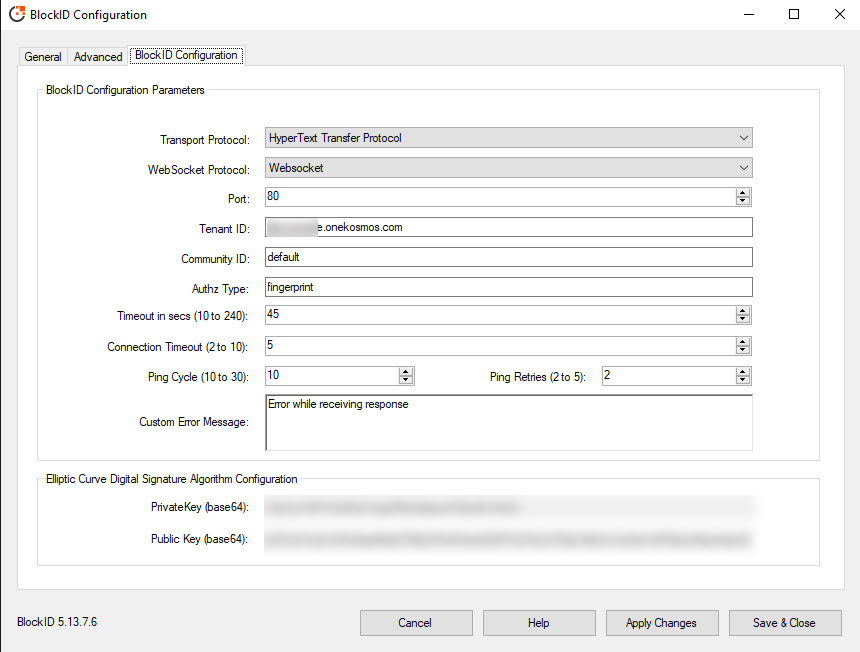 BlockID Configuration
General Advanced BlockID Configuration
BlockID Configuration Parameters
Transport Protocol: HyperText Transfer Protocol
WebSocket Protocol: Websocket
Port: 80
Tenant ID: e.onekosmos.com
Community ID: default
Authz Type: fingerprint
Timeout in secs (10 to 240): 45
Connection Timeout (2 to 10): 5
Ping Cycle (10 to 30): 10 Ping Retries (2 to 5): 2
Custom Error Message: Error while receiving response
Elliptic Curve Digital Signature Algorithm Configuration
PrivateKey (base64):
Public Key (base64):
BlockID 5.13.7.6 Cancel Help Apply Changes Save & Close